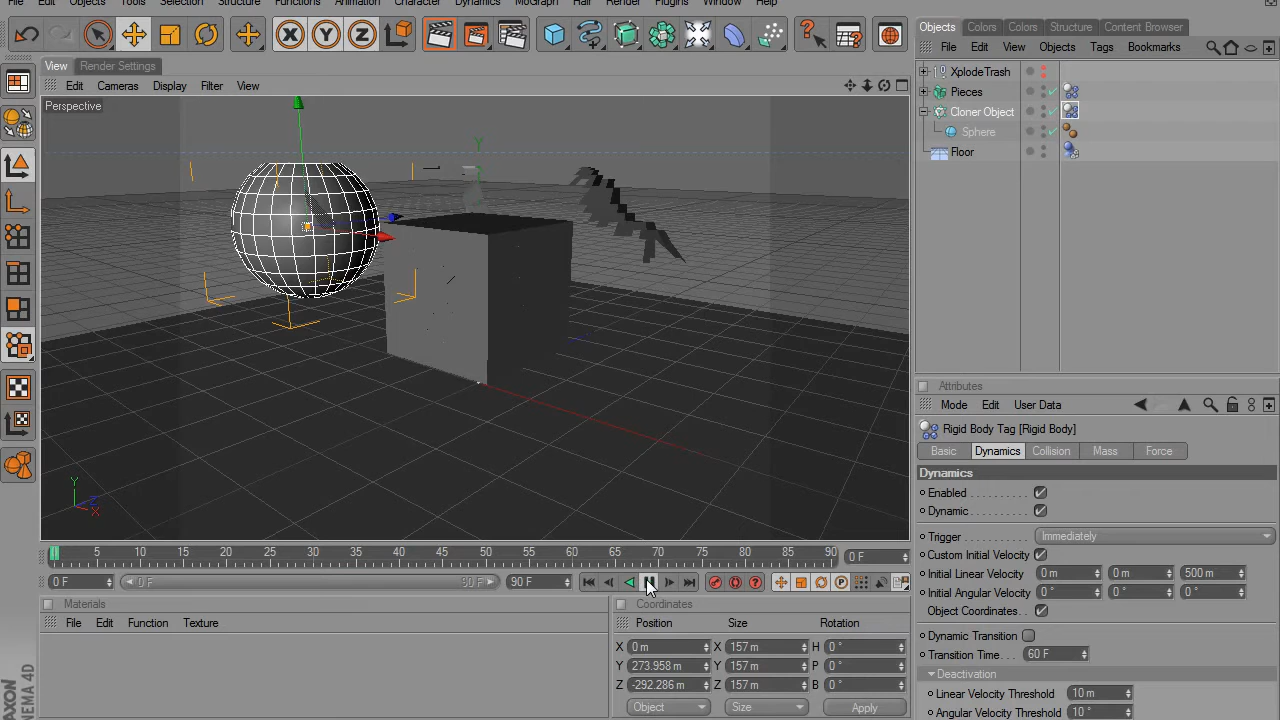 File Edit Objects Tools Selection Structure Functions Animation Character Dynamics MoGraph Hair Render Plugins Window Help
View Render Settings
Edit Cameras Display Filter View
Perspective
Y
Y
Z
X
0 5 10 15 20 25 30 35 40 45 50 55 60 65 70 75 80 85 90 0 F
0 F 0 F 90 F 90 F
Materials
File Edit Function Texture
Coordinates
Position Size Rotation
X 0 m X 157 m H 0 °
Y 273.958 m Y 157 m P 0 °
Z -292.286 m Z 157 m B 0 °
Object Size Apply
MAXON
CINEMA 4D
Objects Colors Colors Structure Content Browser
File Edit View Objects Tags Bookmarks
XplodeTrash
Pieces
Cloner Object
Sphere
Floor
Attributes
Mode Edit User Data
Rigid Body Tag [Rigid Body]
Basic Dynamics Collision Mass Force
Dynamics
Enabled
Dynamic
Trigger Immediately
Custom Initial Velocity
Initial Linear Velocity 0 m 0 m 500 m
Initial Angular Velocity 0 ° 0 ° 0 °
Object Coordinates
Dynamic Transition
Transition Time 60 F
Deactivation
Linear Velocity Threshold 10 m
Angular Velocity Threshold 10 °